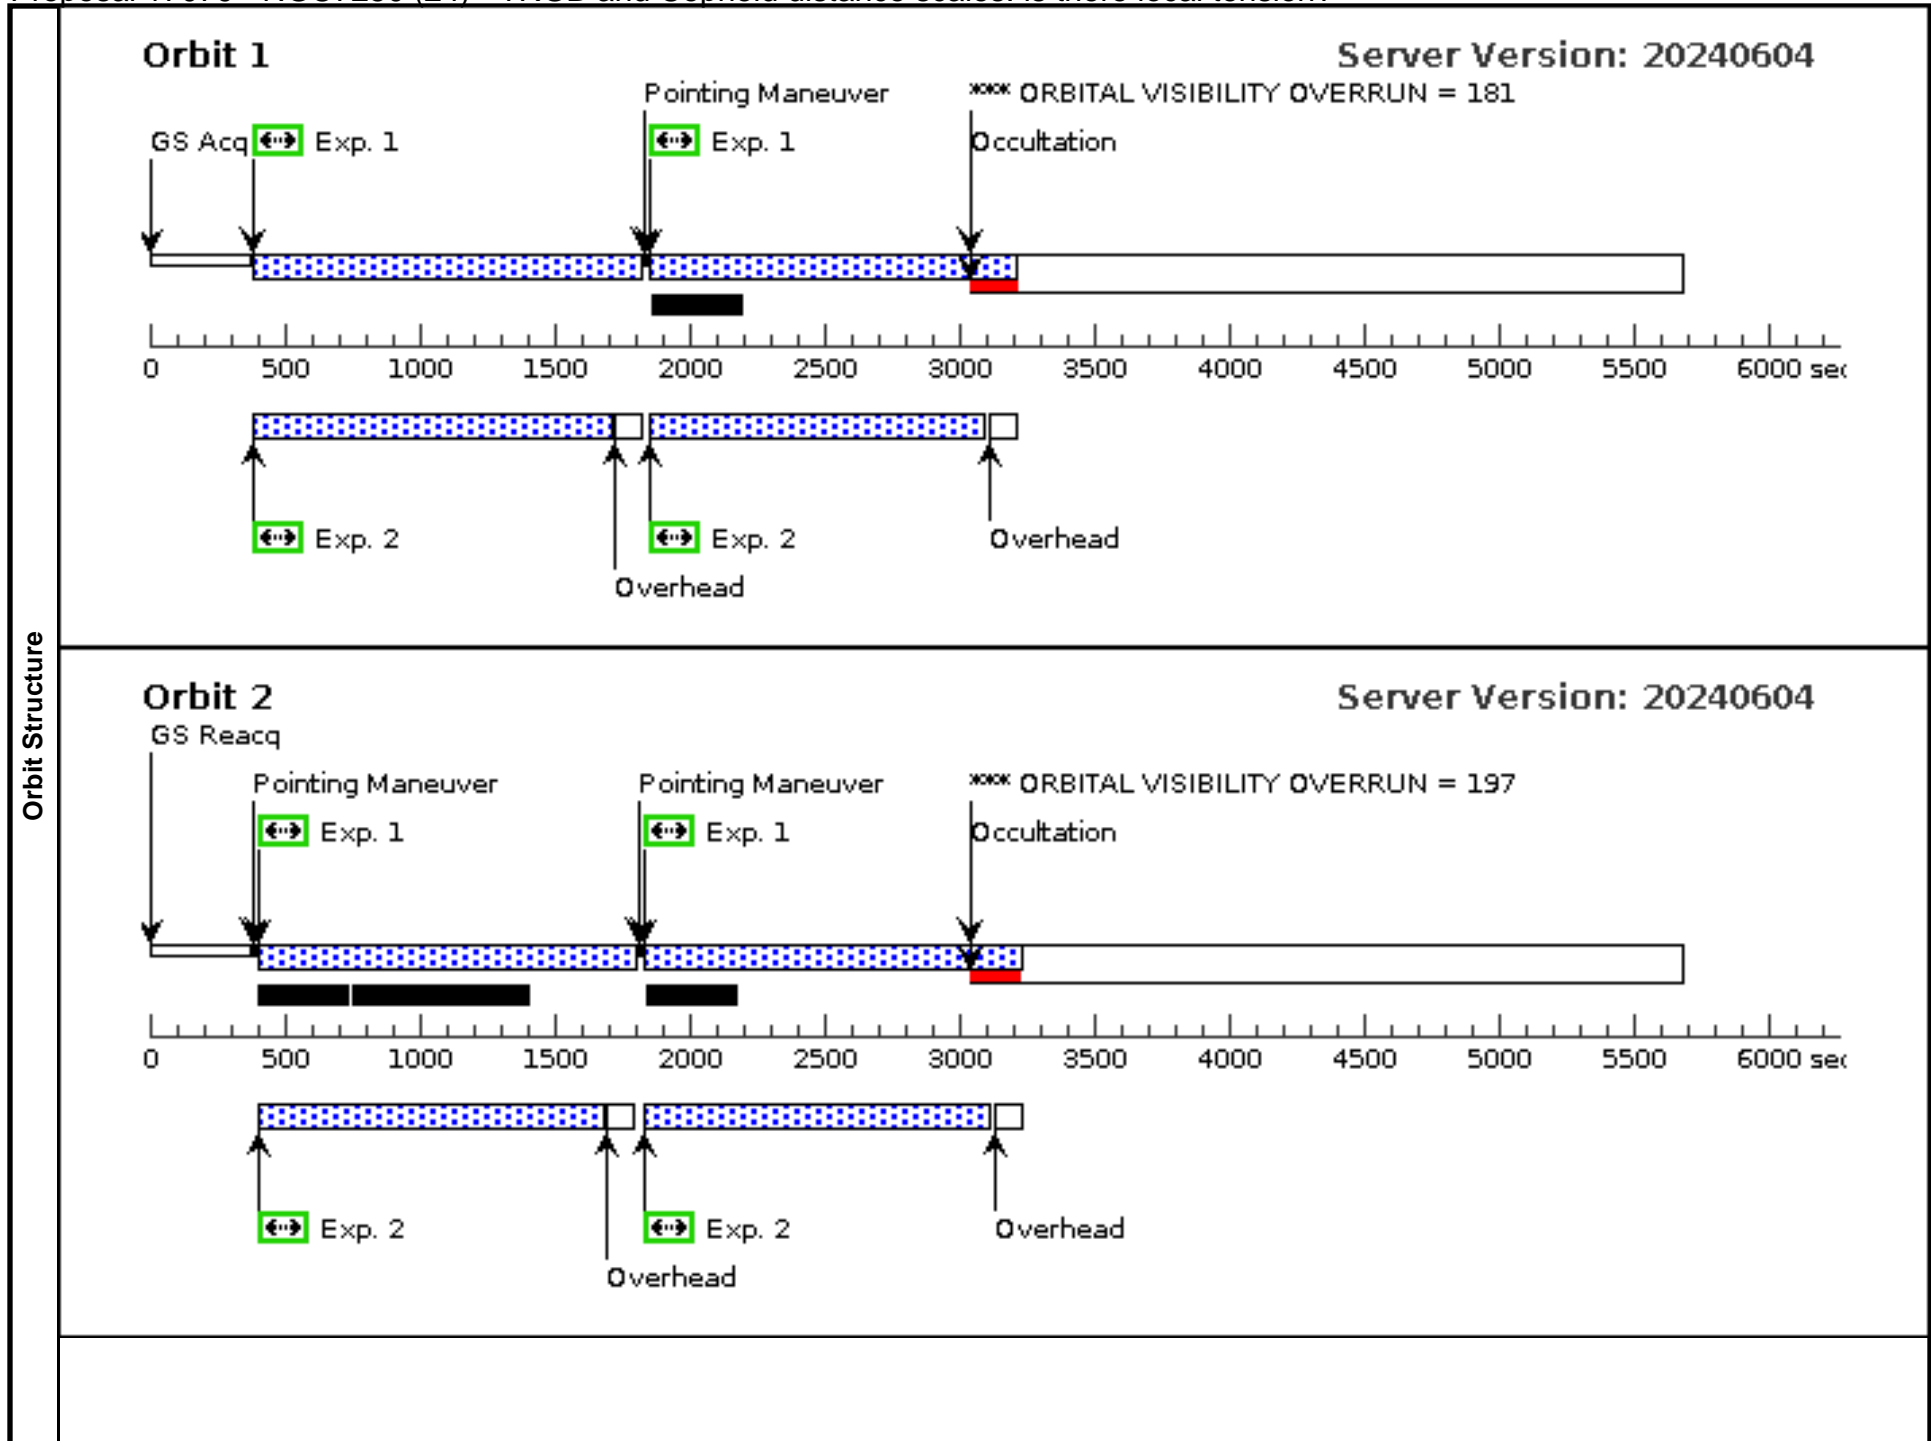 Orbit 1
Server Version: 20240604
Pointing Maneuver
*** ORBITAL VISIBILITY OVERRUN = 181
GS Acq
Exp. 1
Exp. 1
Occultation
0 500 1000 1500 2000 2500 3000 3500 4000 4500 5000 5500 6000 sec
Exp. 2
Exp. 2
Overhead
Overhead
Orbit Structure
Orbit 2
Server Version: 20240604
GS Reacq
Pointing Maneuver
Pointing Maneuver
*** ORBITAL VISIBILITY OVERRUN = 197
Exp. 1
Exp. 1
Occultation
0 500 1000 1500 2000 2500 3000 3500 4000 4500 5000 5500 6000 sec
Exp. 2
Exp. 2
Overhead
Overhead